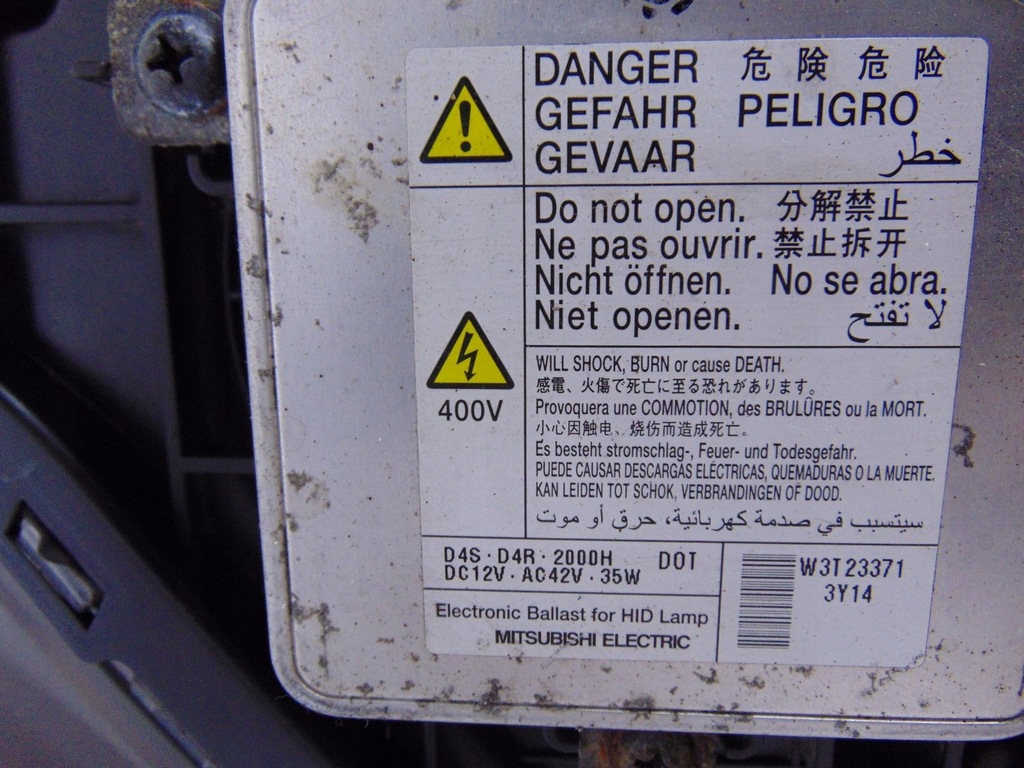 DANGER 危 険 危 险
GEFAHR PELIGRO
GEVAAR خطر
Do not open. 分解禁止
Ne pas ouvrir. 禁止拆开
Nicht öffnen. No se abra.
Niet openen. لا تفتح
400V
WILL SHOCK, BURN or cause DEATH.
感電、火傷で死亡に至る恐れがあります。
Provoquera une COMMOTION, des BRULÛRES ou la MORT.
小心因触电、烧伤而造成死亡。
Es besteht stromschlag-, Feuer- und Todesgefahr.
PUEDE CAUSAR DESCARGAS ELÉCTRICAS, QUEMADURAS O LA MUERTE.
KAN LEIDEN TOT SCHOK, VERBRANDINGEN OF DOOD.
سيتسبب في صدمة كهربائية، حرق أو موت
D4S · D4R · 2000H DOT
DC12V · AC42V · 35W
Electronic Ballast for HID Lamp
MITSUBISHI ELECTRIC
W3T23371
3Y14